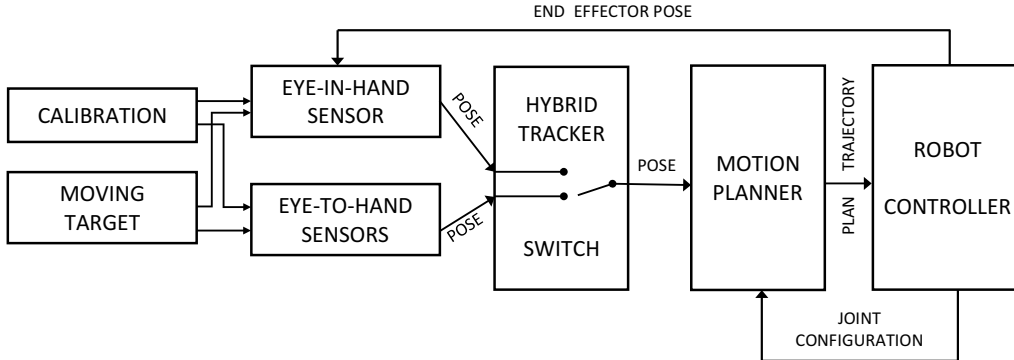 END EFFECTOR POSE
CALIBRATION
MOVING
TARGET
EYE-IN-HAND
SENSOR
EYE-TO-HAND
SENSORS
POSE
POSE
HYBRID
TRACKER
SWITCH
POSE
MOTION
PLANNER
PLAN TRAJECTORY
ROBOT
CONTROLLER
JOINT
CONFIGURATION